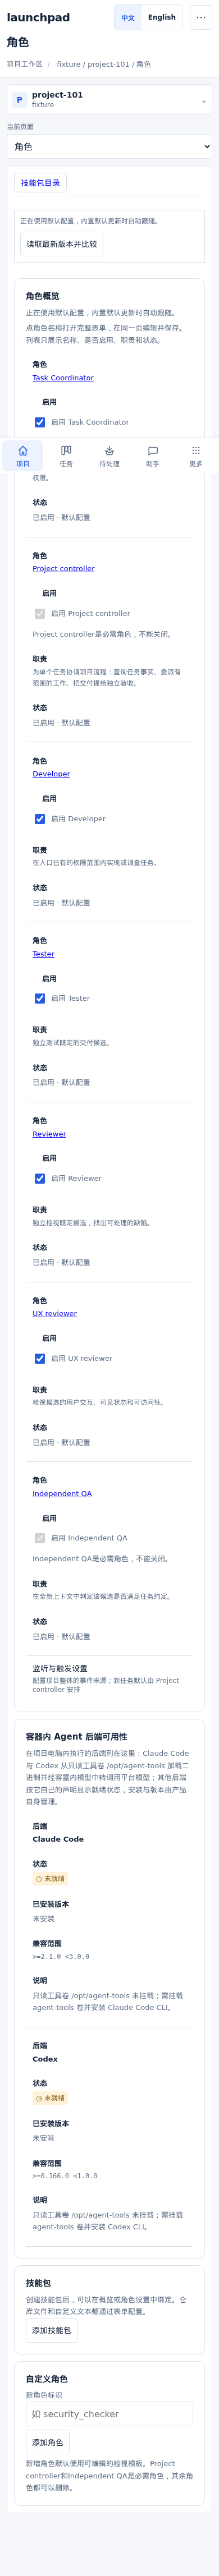 launchpad
中文
English
角色
项目工作区 / fixture / project-101 / 角色
P
project-101
fixture
当前页面
角色
技能包目录
正在使用默认配置，内置默认更新时自动跟随。
读取最新版本并比较
角色概览
正在使用默认配置，内置默认更新时自动跟随。
点角色名称打开完整表单，在同一页编辑并保存。
列表只展示名称、是否启用、职责和状态。
角色
Task Coordinator
启用
启用 Task Coordinator
项目
任务
待处理
助手
更多
权限。
状态
已启用 · 默认配置
角色
Project controller
启用
启用 Project controller
Project controller是必需角色，不能关闭。
职责
为单个任务协调项目流程：查询任务事实、委派有
范围的工作、把交付提给独立验收。
状态
已启用 · 默认配置
角色
Developer
启用
启用 Developer
职责
在人口已有的权限范围内实现或调查任务。
状态
已启用 · 默认配置
角色
Tester
启用
启用 Tester
职责
独立测试既定的交付候选。
状态
已启用 · 默认配置
角色
Reviewer
启用
启用 Reviewer
职责
独立检视既定候选，找出可处理的缺陷。
状态
已启用 · 默认配置
角色
UX reviewer
启用
启用 UX reviewer
职责
检视候选的用户交互、可见状态和可访问性。
状态
已启用 · 默认配置
角色
Independent QA
启用
启用 Independent QA
Independent QA是必需角色，不能关闭。
职责
在全新上下文中判定该候选是否满足任务约定。
状态
已启用 · 默认配置
监听与触发设置
配置项目整体的事件来源；新任务默认由 Project
controller 安排
容器内 Agent 后端可用性
在项目电脑内执行的后端列在这里：Claude Code
与 Codex 从只读工具卷 /opt/agent-tools 加载二
进制并经容器内模型中转调用平台模型；其他后端
按它自己的声明显示就绪状态，安装与版本由产品
自身管理。
后端
Claude Code
状态
未就绪
已安装版本
未安装
兼容范围
>=2.1.0 <3.0.0
说明
只读工具卷 /opt/agent-tools 未挂载；需挂载
agent-tools 卷并安装 Claude Code CLI。
后端
Codex
状态
未就绪
已安装版本
未安装
兼容范围
>=0.166.0 <1.0.0
说明
只读工具卷 /opt/agent-tools 未挂载；需挂载
agent-tools 卷并安装 Codex CLI。
技能包
创建技能包后，可以在概览或角色设置中绑定。仓
库文件和自定义文本都通过表单配置。
添加技能包
自定义角色
新角色标识
如 security_checker
添加角色
新增角色默认使用可编辑的检视模板。Project
controller和Independent QA是必需角色，其余角
色都可以删除。